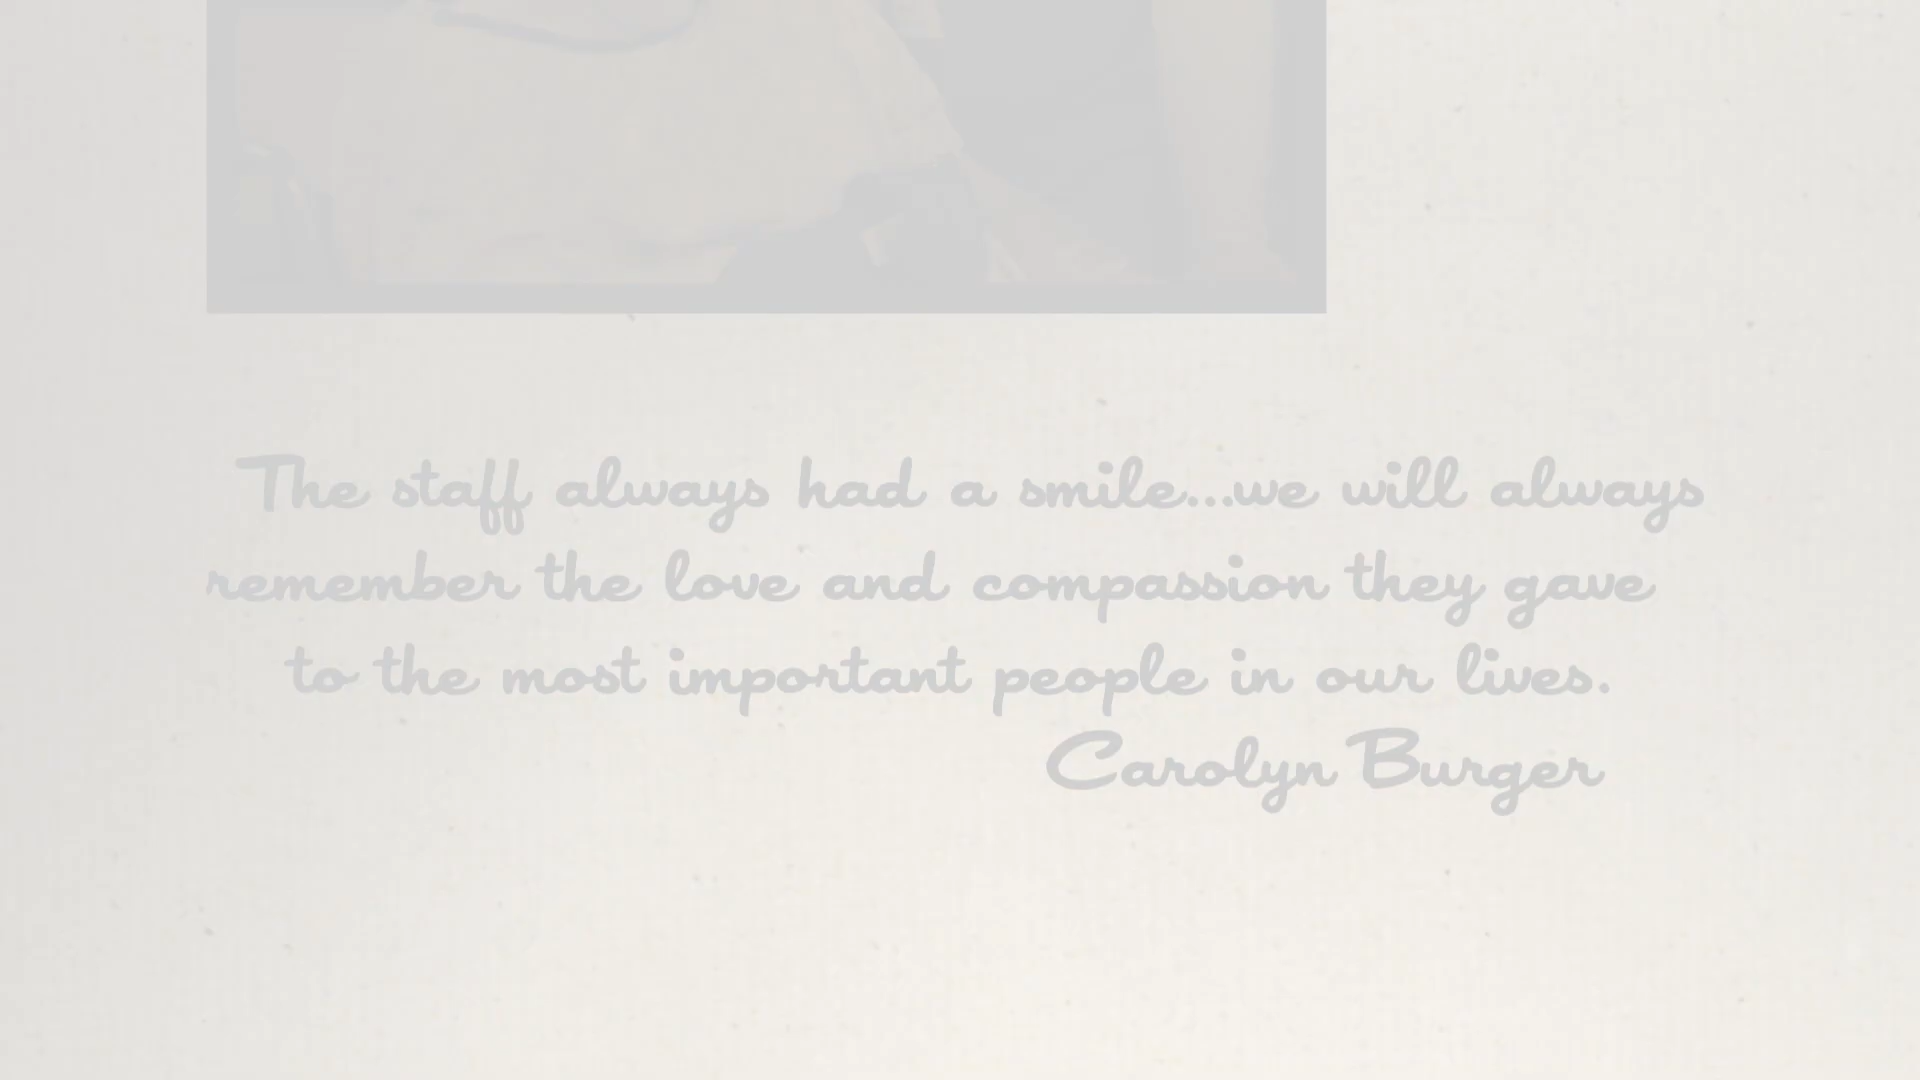 The staff always had a smile...we will always
remember the love and compassion they gave
to the most important people in our lives.
Carolyn Burger